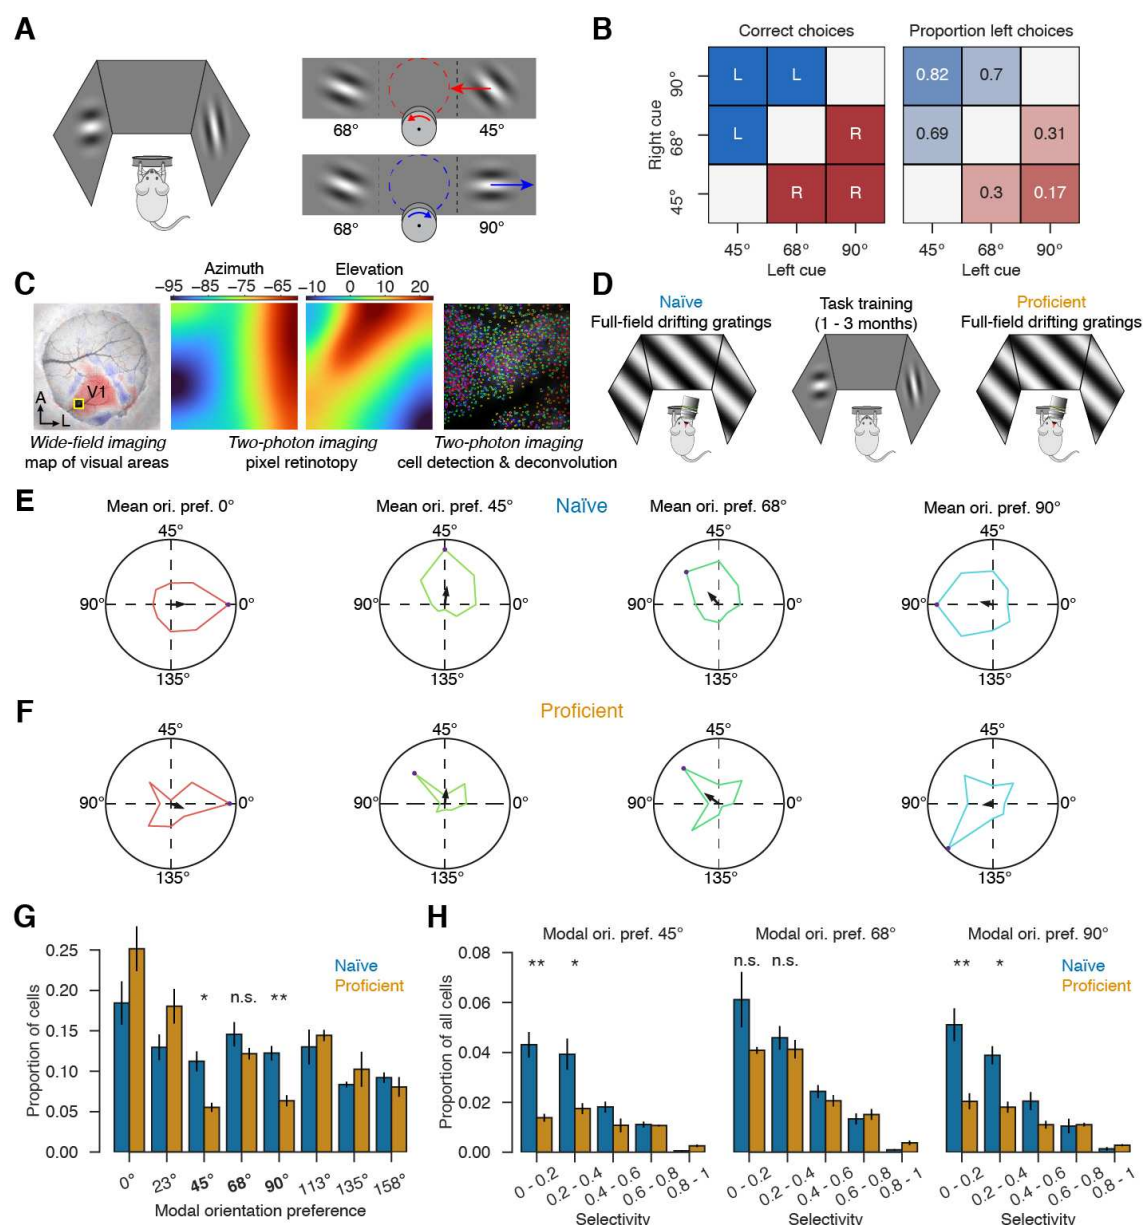 A
68°
45°
68°
90°
B
Correct choices
Proportion left choices
Right cue
90°
68°
45°
L
L
L
R
R
R
0.82
0.7
0.69
0.31
0.3
0.17
45°
68°
90°
45°
68°
90°
Left cue
Left cue
C
Azimuth
Elevation
−95
−85
−75
−65
−10
0
10
20
V1
A
L
Wide-field imaging
map of visual areas
Two-photon imaging
pixel retinotopy
Two-photon imaging
cell detection & deconvolution
D
Naïve
Full-field drifting gratings
Task training
(1 - 3 months)
Proficient
Full-field drifting gratings
E
Naïve
Mean ori. pref. 0°
45°
90°
0°
135°
Mean ori. pref. 45°
45°
90°
0°
135°
Mean ori. pref. 68°
45°
90°
0°
135°
Mean ori. pref. 90°
45°
90°
0°
135°
F
Proficient
45°
90°
0°
135°
45°
90°
0°
135°
45°
90°
0°
135°
45°
90°
0°
135°
G
Proportion of cells
0.25
0.20
0.15
0.10
0.05
0.00
Naïve
Proficient
*
n.s.
**
0°
23°
45°
68°
90°
113°
135°
158°
Modal orientation preference
H
Proportion of all cells
0.08
0.06
0.04
0.02
0.00
Modal ori. pref. 45°
**
*
0 - 0.2
0.2 - 0.4
0.4 - 0.6
0.6 - 0.8
0.8 - 1
Selectivity
Modal ori. pref. 68°
n.s.
n.s.
0 - 0.2
0.2 - 0.4
0.4 - 0.6
0.6 - 0.8
0.8 - 1
Selectivity
Modal ori. pref. 90°
**
*
Naïve
Proficient
0 - 0.2
0.2 - 0.4
0.4 - 0.6
0.6 - 0.8
0.8 - 1
Selectivity